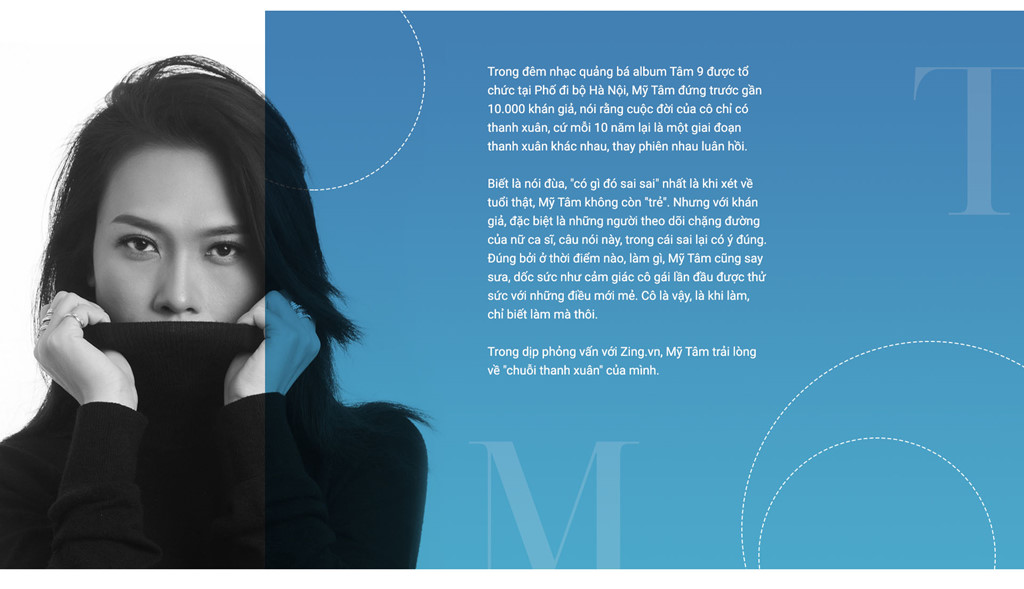 Trong đêm nhạc quảng bá album Tâm 9 được tổ
chức tại Phố đi bộ Hà Nội, Mỹ Tâm đứng trước gần
10.000 khán giả, nói rằng cuộc đời của cô chỉ có
thanh xuân, cứ mỗi 10 năm lại là một giai đoạn
thanh xuân khác nhau, thay phiên nhau luân hồi.
Biết là nói đùa, "có gì đó sai sai" nhất là khi xét về
tuổi thật, Mỹ Tâm không còn "trẻ". Nhưng với khán
giả, đặc biệt là những người theo dõi chặng đường
của nữ ca sĩ, câu nói này, trong cái sai lại có ý đúng.
Đúng bởi ở thời điểm nào, làm gì, Mỹ Tâm cũng say
sưa, dốc sức như cảm giác cô gái lần đầu được thử
sức với những điều mới mẻ. Cô là vậy, là khi làm,
chỉ biết làm mà thôi.
Trong dịp phỏng vấn với Zing.vn, Mỹ Tâm trải lòng
về "chuỗi thanh xuân" của mình.
T
M